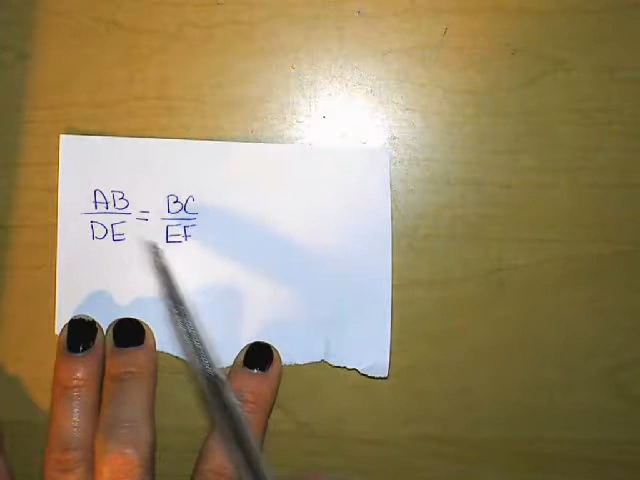 AB = BC
DE EF